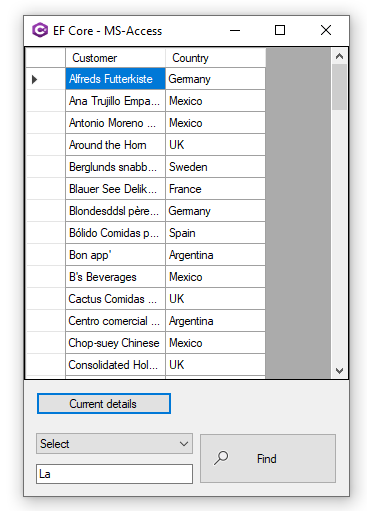 EF Core - MS-Access
Customer Country
Alfreds Futterkiste Germany
Ana Trujillo Empa... Mexico
Antonio Moreno ... Mexico
Around the Horn UK
Berglunds snabb... Sweden
Blauer See Delik... France
Blondesddsl père... Germany
Bólido Comidas p... Spain
Bon app' Argentina
B's Beverages Mexico
Cactus Comidas ... UK
Centro comercial ... Argentina
Chop-suey Chinese Mexico
Consolidated Hol... UK
Current details
Select
Find
La